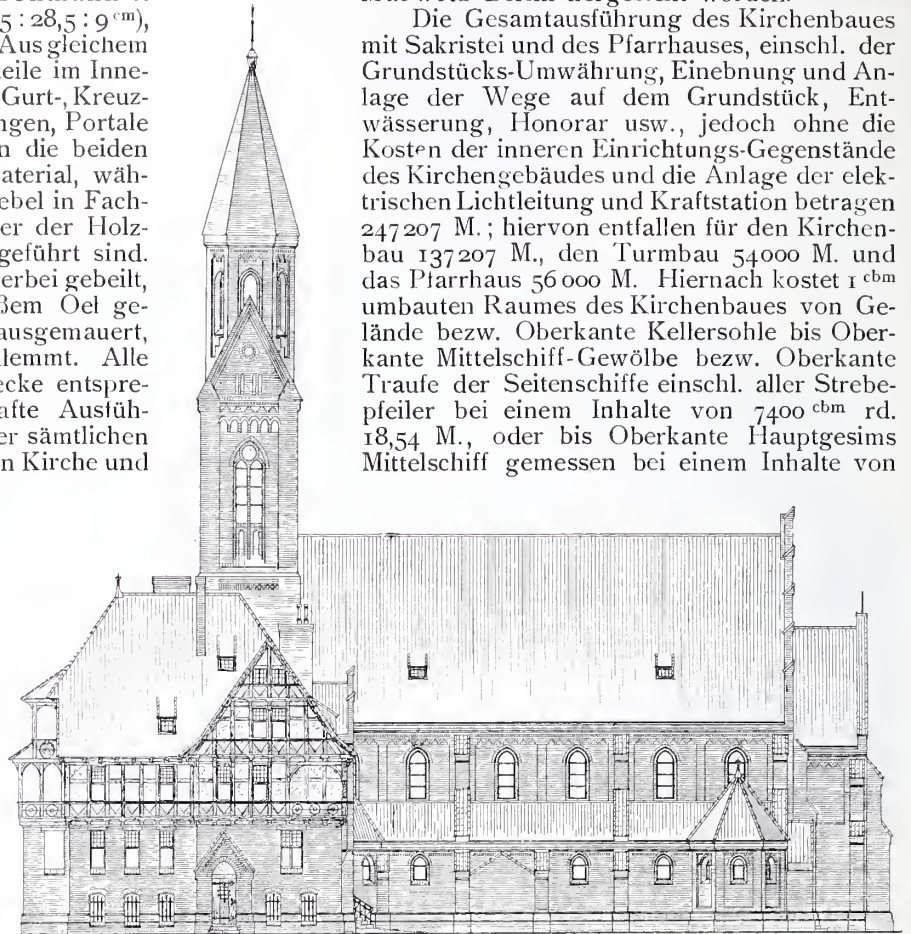 5 : 28,5 : 9 cm),
Aus gleichem
eile im Inne-
Gurt-, Kreuz-
ngen, Portale
n die beiden
aterial, wäh-
ebel in Fach-
er der Holz-
geführt sind.
erbei gebeilt,
ßem Oel ge-
ausgemauert,
lemmt. Alle
ecke entspre-
afte Ausfüh-
er sämtlichen
n Kirche und
Die Gesamtausführung des Kirchenbaues
mit Sakristei und des Pfarrhauses, einschl. der
Grundstücks-Umwährung, Einebnung und An-
lage der Wege auf dem Grundstück, Ent-
wässerung, Honorar usw., jedoch ohne die
Kosten der inneren Einrichtungs-Gegenstände
des Kirchengebäudes und die Anlage der elek-
trischen Lichtleitung und Kraftstation betragen
247 207 M.; hiervon entfallen für den Kirchen-
bau 137 207 M., den Turmbau 54 000 M. und
das Pfarrhaus 56 000 M. Hiernach kostet 1 cbm
umbauten Raumes des Kirchenbaues von Ge-
lände bezw. Oberkante Kellersohle bis Ober-
kante Mittelschiff-Gewölbe bezw. Oberkante
Traufe der Seitenschiffe einschl. aller Strebe-
pfeiler bei einem Inhalte von 7400 cbm rd.
18,54 M., oder bis Oberkante Hauptgesims
Mittelschiff gemessen bei einem Inhalte von